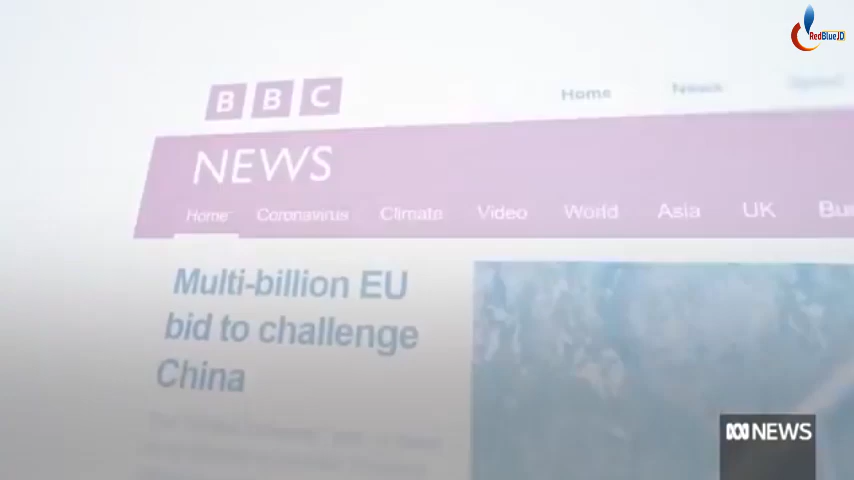 RedBlueJD
BBC
Home News
NEWS
Home Coronavirus Climate Video World Asia UK
Multi-billion EU
bid to challenge
China
NEWS